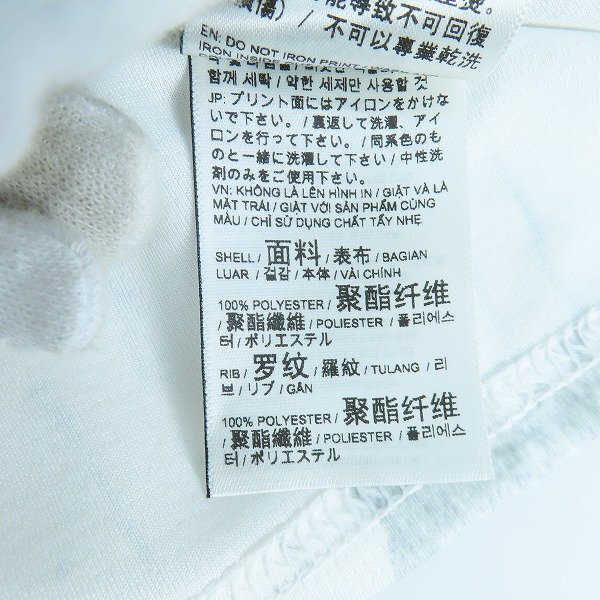 能導致不可回復
/ 不可以專業乾洗
EN: DO NOT IRON PRINT
IRON INSIDE
함께 세탁 / 약한 세제만 사용할 것
JP: プリント面にはアイロンをかけな
いで下さい。/ 裏返して洗濯、アイ
ロンを行って下さい。/ 同系色のも
のと一緒に洗濯して下さい / 中性洗
剤のみをご使用下さい。
VN: KHÔNG LÀ LÊN HÌNH IN / GIẶT VÀ LÀ
MẶT TRÁI / GIẶT VỚI SẢN PHẨM CÙNG
MÀU / CHỈ SỬ DỤNG CHẤT TẨY NHẸ
SHELL / 面料 / 表布 / BAGIAN
LUAR / 겉감 / 本体 / VẢI CHÍNH
100% POLYESTER / 聚酯纤维
/ 聚酯纖維 / POLIESTER / 폴리에스
터 / ポリエステル
RIB / 罗纹 / 羅紋 / TULANG / 리
브 / リブ / GÂN
100% POLYESTER / 聚酯纤维
/ 聚酯纖維 / POLIESTER / 폴리에스
터 / ポリエステル